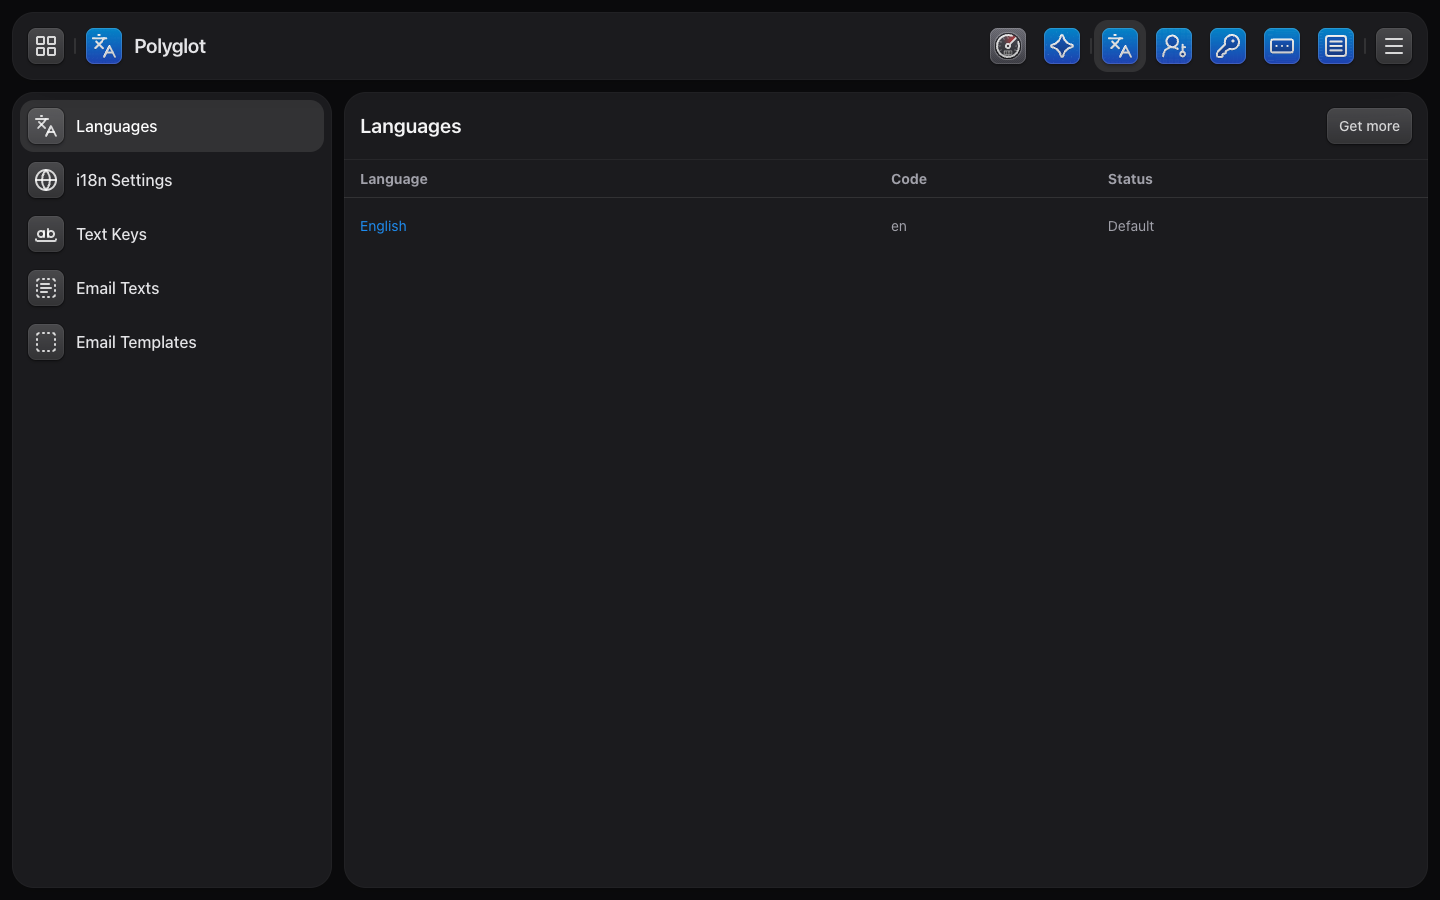 Polyglot
Languages
i18n Settings
Text Keys
Email Texts
Email Templates
Languages
Get more
Language Code Status
English en Default